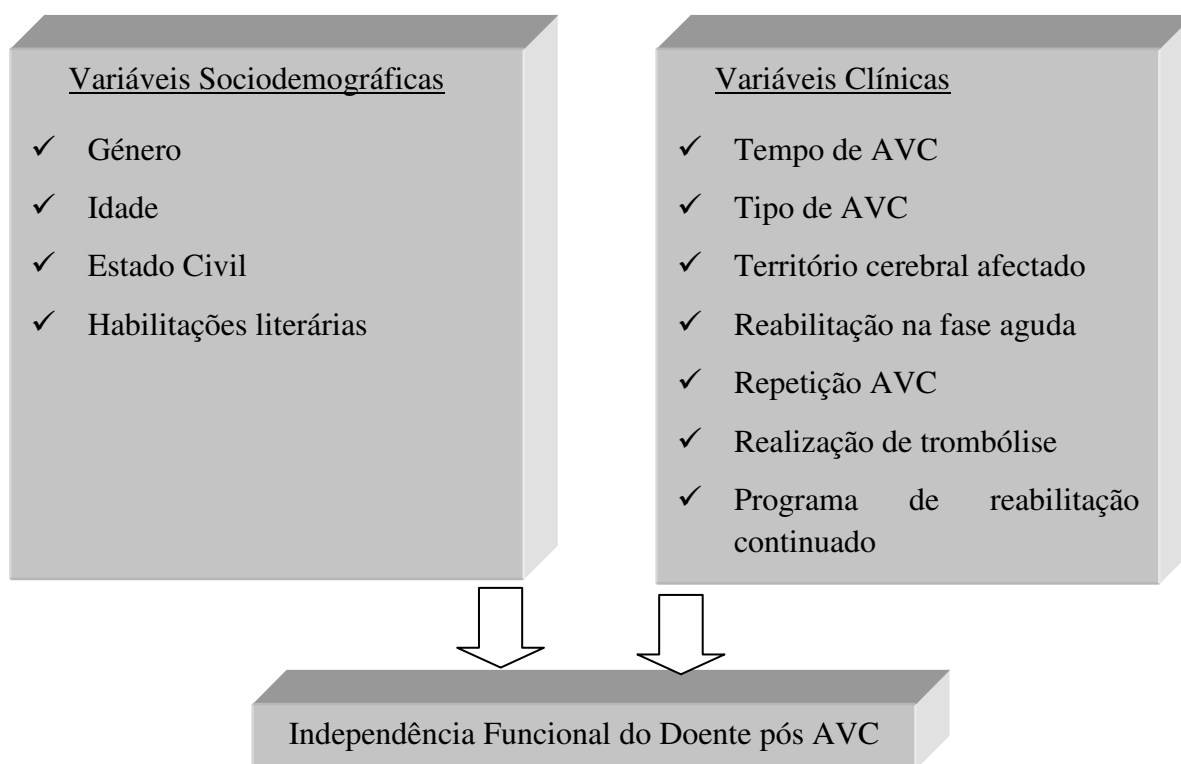 Variáveis Sociodemográficas
✓ Género
✓ Idade
✓ Estado Civil
✓ Habilitações literárias
Variáveis Clínicas
✓ Tempo de AVC
✓ Tipo de AVC
✓ Território cerebral afectado
✓ Reabilitação na fase aguda
✓ Repetição AVC
✓ Realização de trombólise
✓ Programa de reabilitação
continuado
Independência Funcional do Doente pós AVC